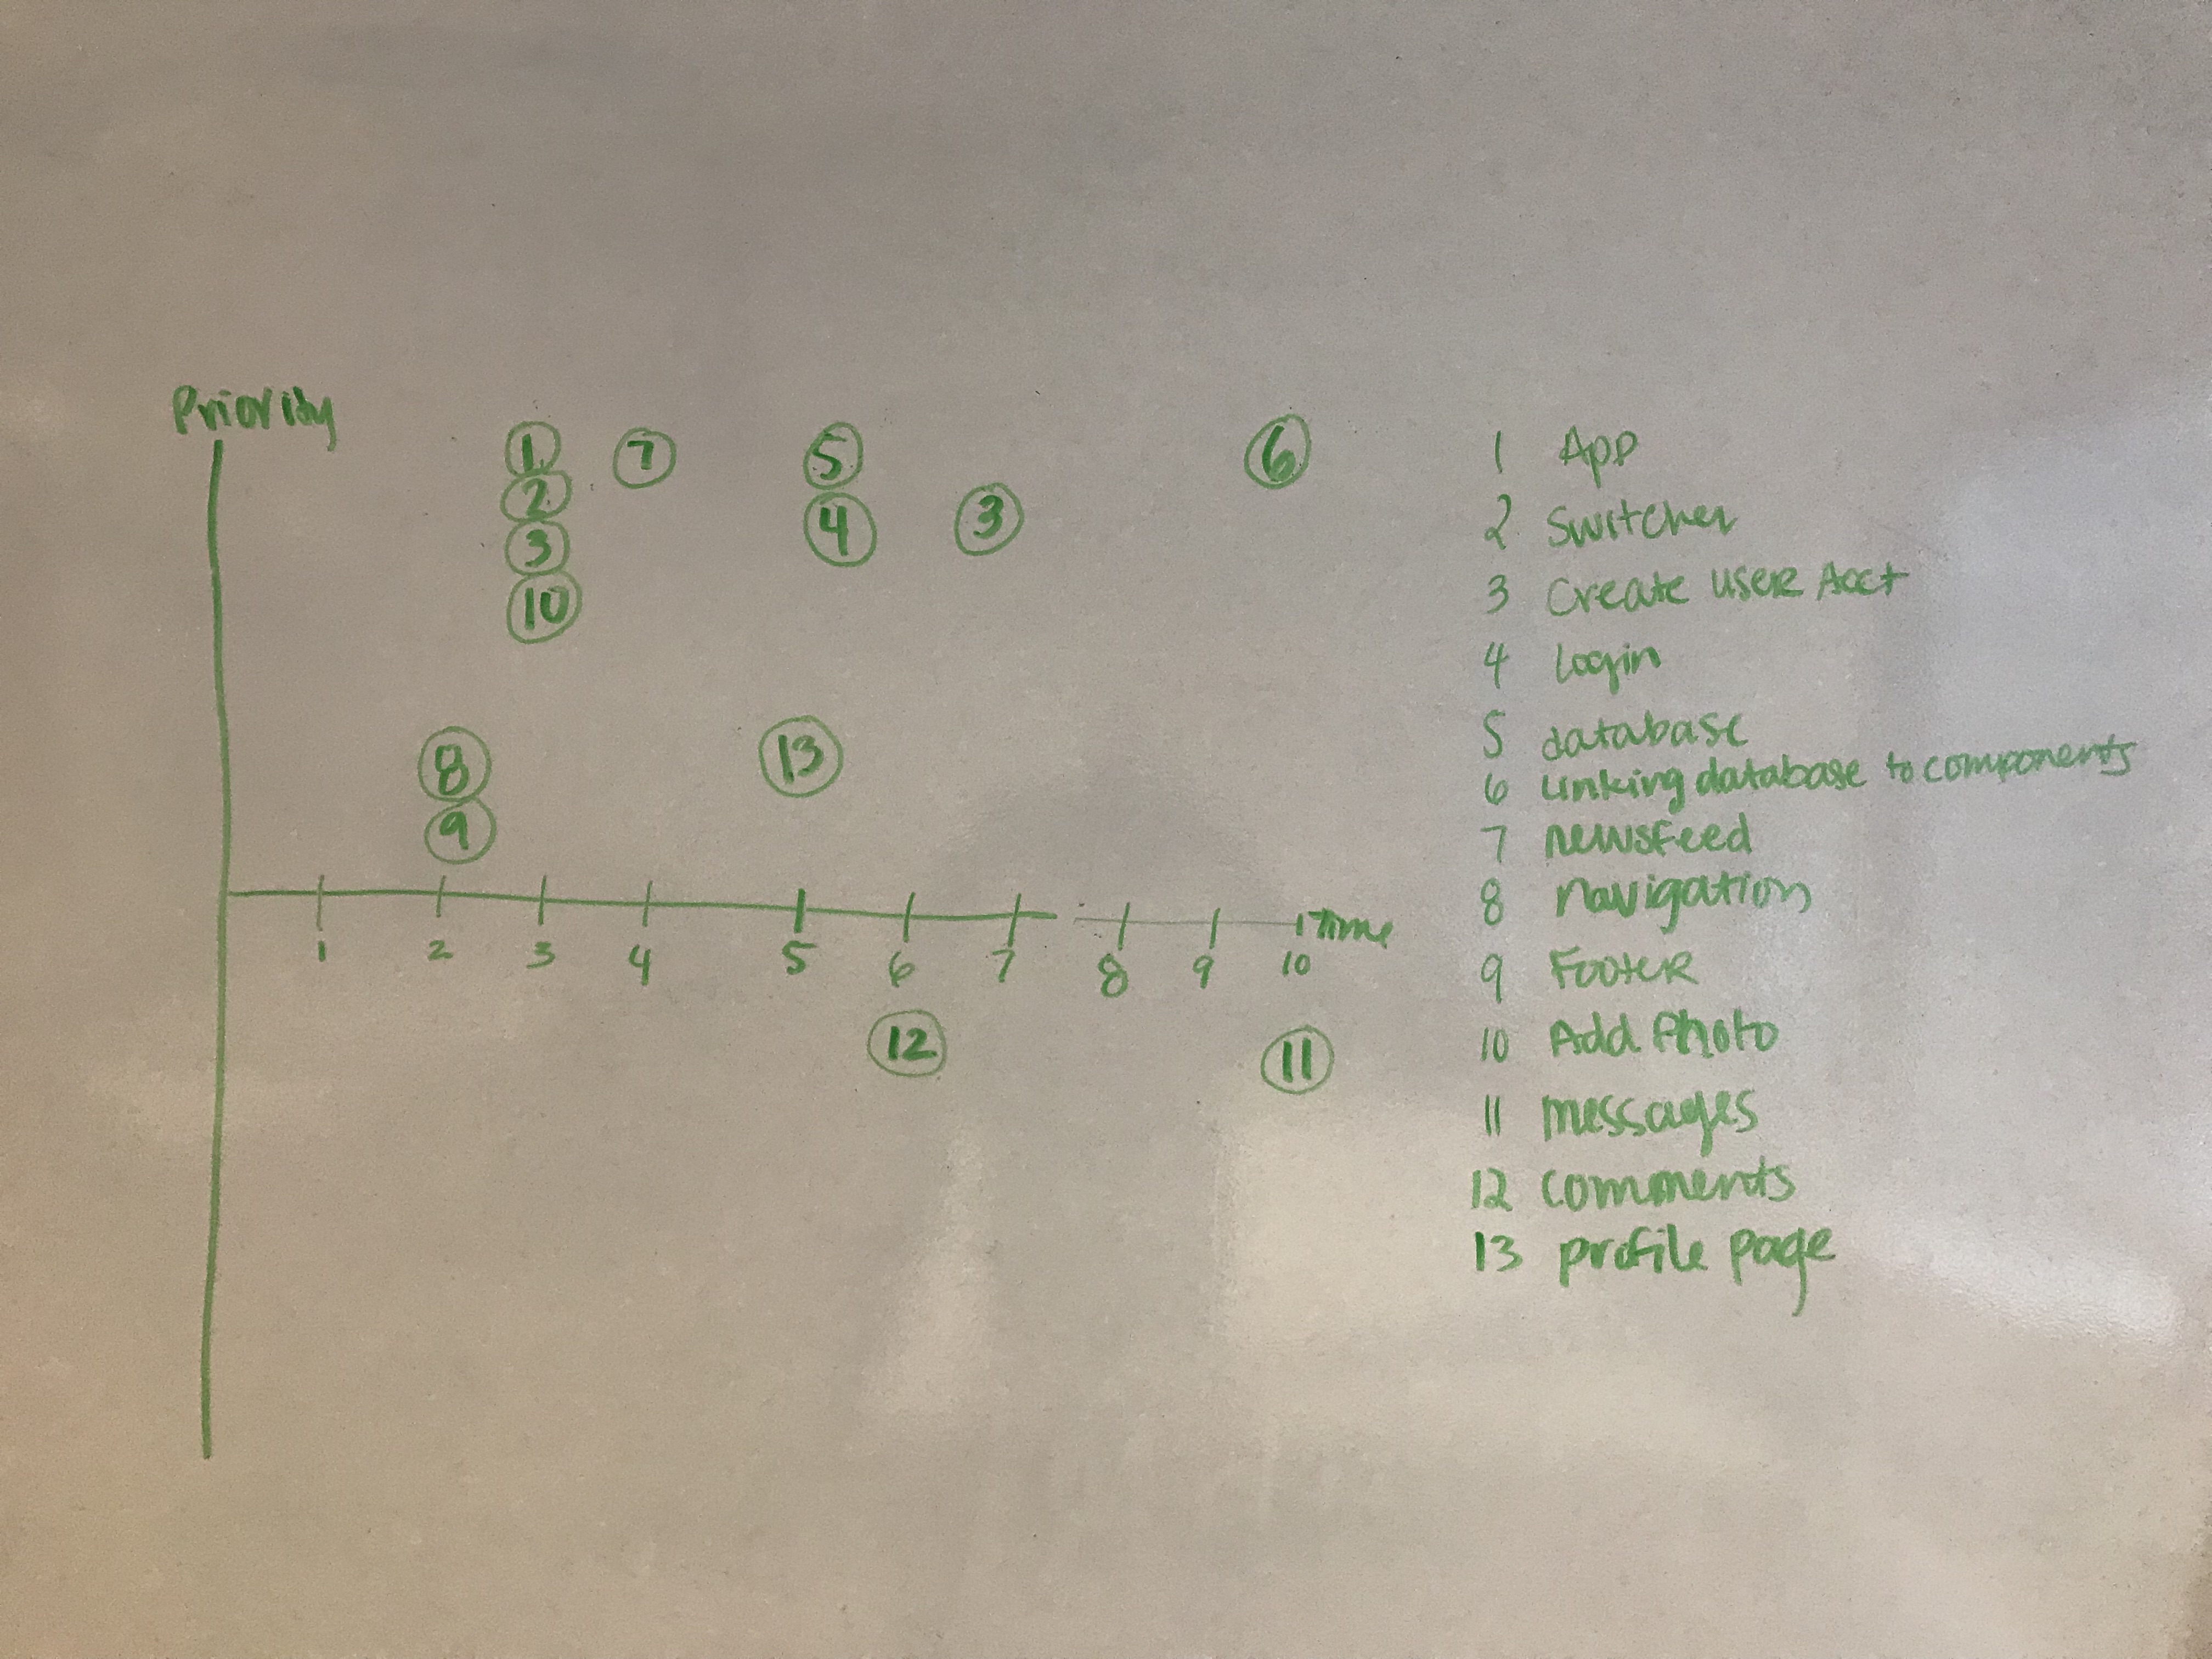 Priority
1 7 5 6
2
3 4 3
10
8 13
9
Time
1 2 3 4 5 6 7 8 9 10
12 11
1 App
2 Switcher
3 Create User Acct
4 Login
5 database
6 Linking database to components
7 newsfeed
8 navigation
9 Footer
10 Add Photo
11 messages
12 comments
13 profile page